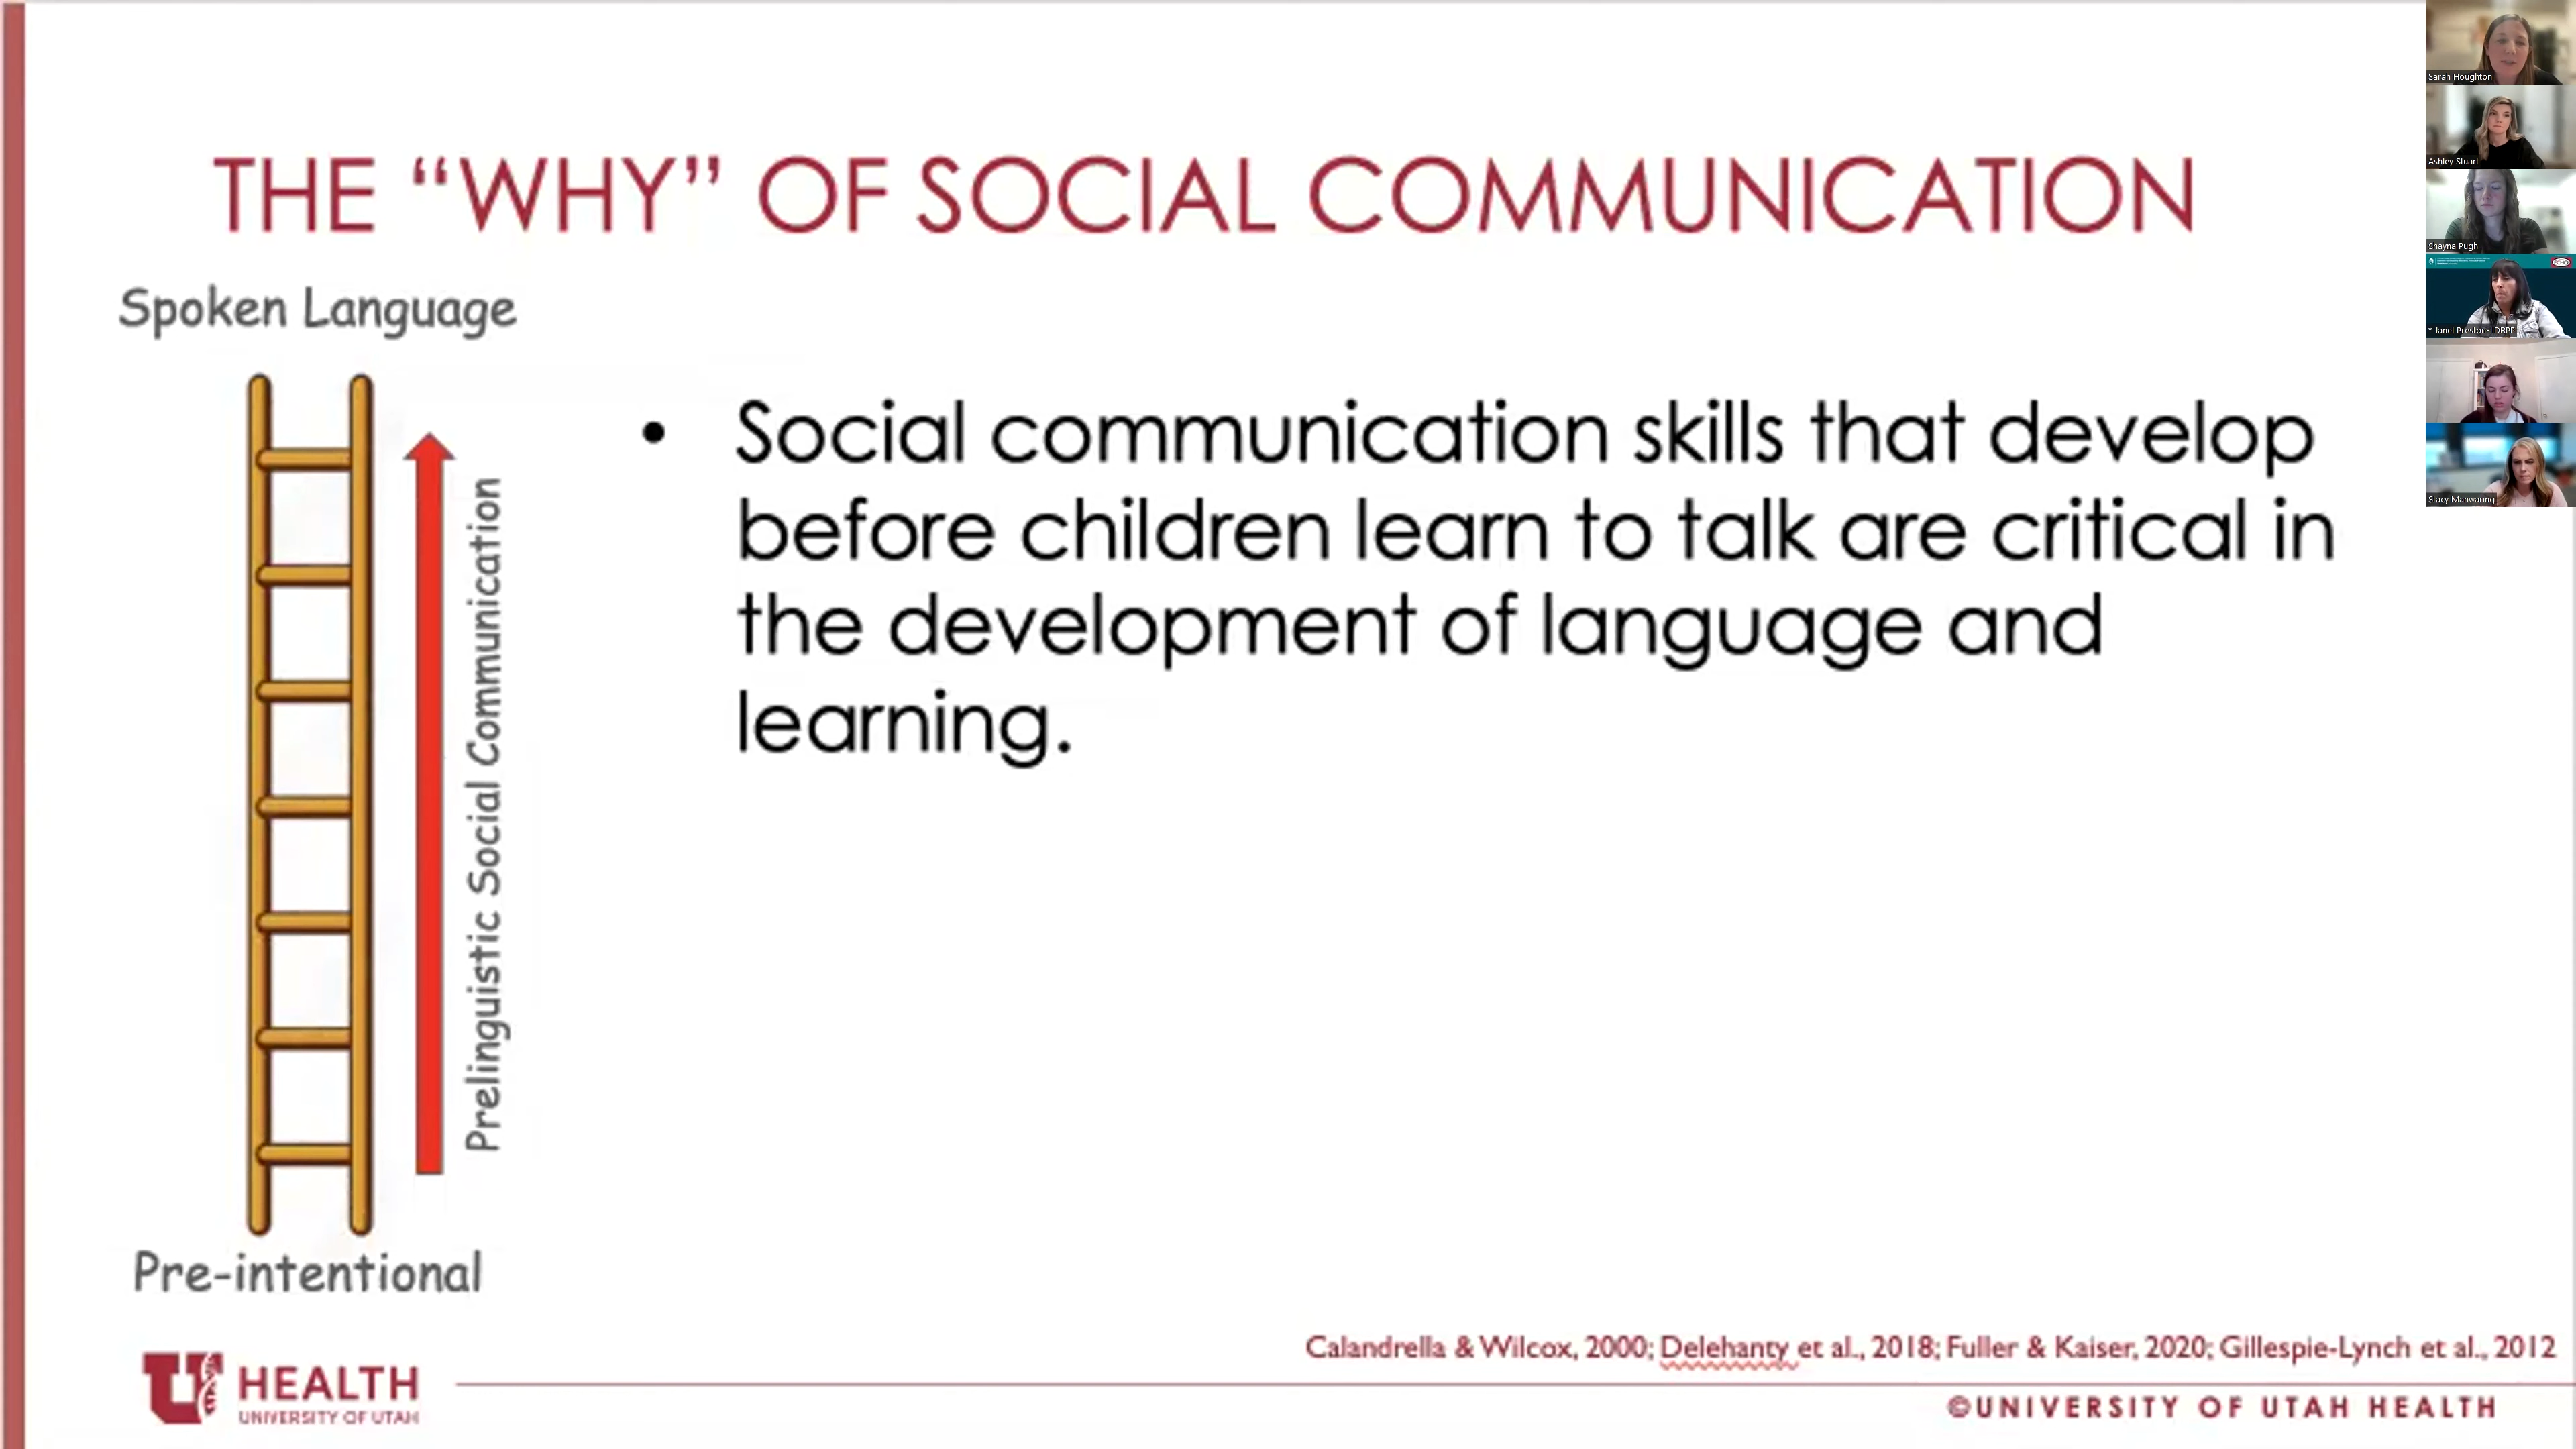 THE “WHY” OF SOCIAL COMMUNICATION
Spoken Language
Prelinguistic Social Communication
Pre-intentional
• Social communication skills that develop
before children learn to talk are critical in
the development of language and
learning.
Calandrella & Wilcox, 2000; Delehanty et al., 2018; Fuller & Kaiser, 2020; Gillespie-Lynch et al., 2012
U HEALTH
UNIVERSITY OF UTAH
©UNIVERSITY OF UTAH HEALTH
Sarah Houghton
Ashley Stuart
Shayna Pugh
* Janel Preston- IDRPP
Stacy Manwaring